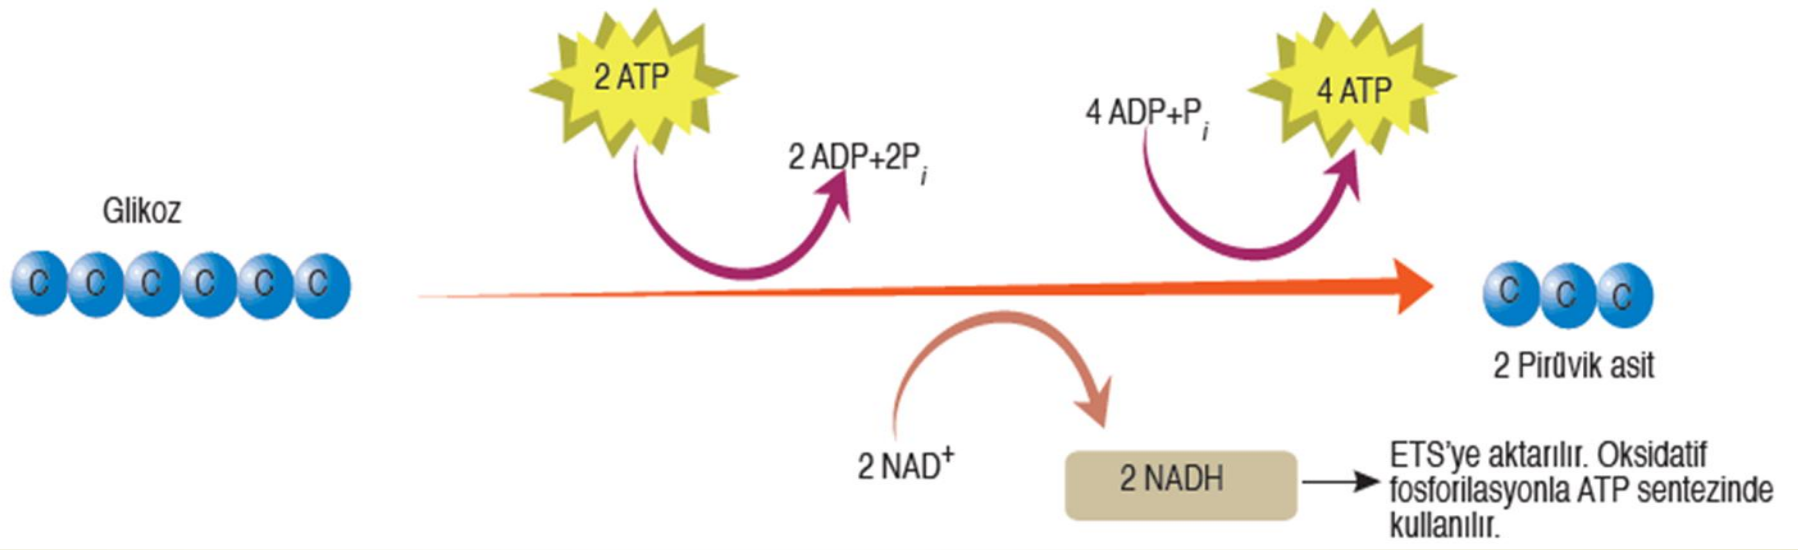 2 ATP
4 ATP
4 ADP+Pi
2 ADP+2Pi
Glikoz
C C C C C C
C C C
2 Pirüvik asit
2 NAD+
2 NADH
ETS'ye aktarılır. Oksidatif
fosforilasyonla ATP sentezinde
kullanılır.